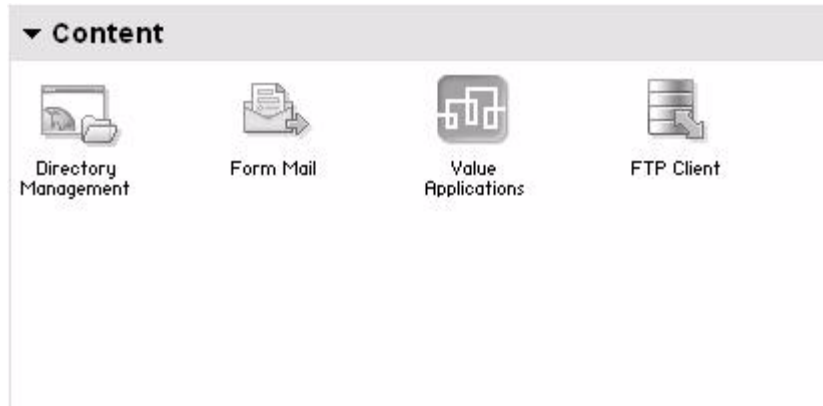 Content
Directory
Management
Form Mail
Value
Applications
FTP Client